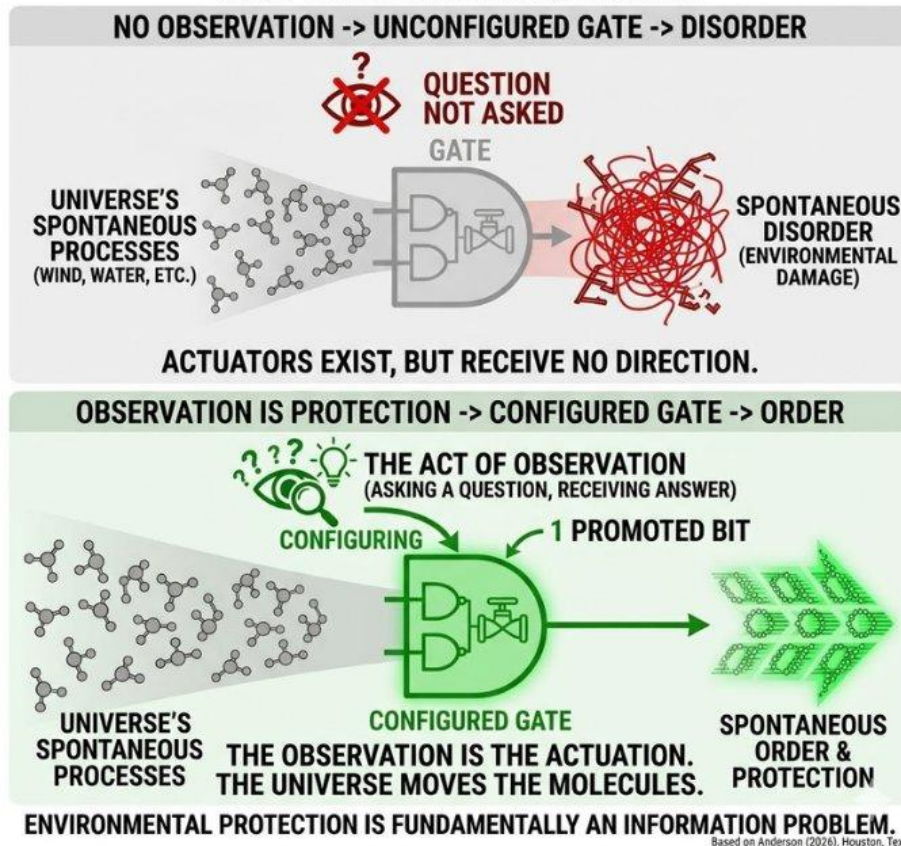 NO OBSERVATION -> UNCONFIGURED GATE -> DISORDER
?
QUESTION
NOT ASKED
GATE
UNIVERSE'S
SPONTANEOUS
PROCESSES
(WIND, WATER, ETC.)
SPONTANEOUS
DISORDER
(ENVIRONMENTAL
DAMAGE)
ACTUATORS EXIST, BUT RECEIVE NO DIRECTION.
OBSERVATION IS PROTECTION -> CONFIGURED GATE -> ORDER
????
THE ACT OF OBSERVATION
(ASKING A QUESTION, RECEIVING ANSWER)
CONFIGURING
1 PROMOTED BIT
UNIVERSE'S
SPONTANEOUS
PROCESSES
CONFIGURED GATE
THE OBSERVATION IS THE ACTUATION.
THE UNIVERSE MOVES THE MOLECULES.
SPONTANEOUS
ORDER &
PROTECTION
ENVIRONMENTAL PROTECTION IS FUNDAMENTALLY AN INFORMATION PROBLEM.
Based on Anderson (2026), Houston,